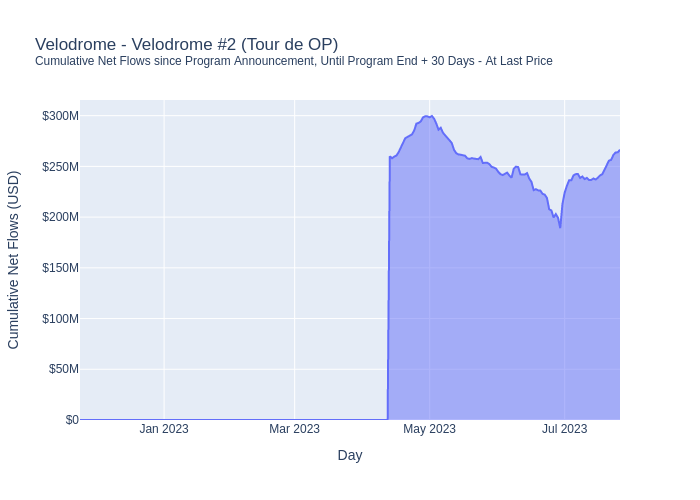 Velodrome - Velodrome #2 (Tour de OP)
Cumulative Net Flows since Program Announcement, Until Program End + 30 Days - At Last Price
Cumulative Net Flows (USD)
$300M
$250M
$200M
$150M
$100M
$50M
$0
Jan 2023
Mar 2023
May 2023
Jul 2023
Day